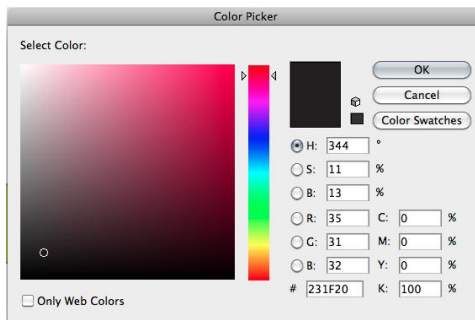 Color Picker
Select Color:
OK
Cancel
Color Swatches
H: 344 °
S: 11 %
B: 13 %
R: 35 C: 0 %
G: 31 M: 0 %
B: 32 Y: 0 %
# 231F20 K: 100 %
Only Web Colors